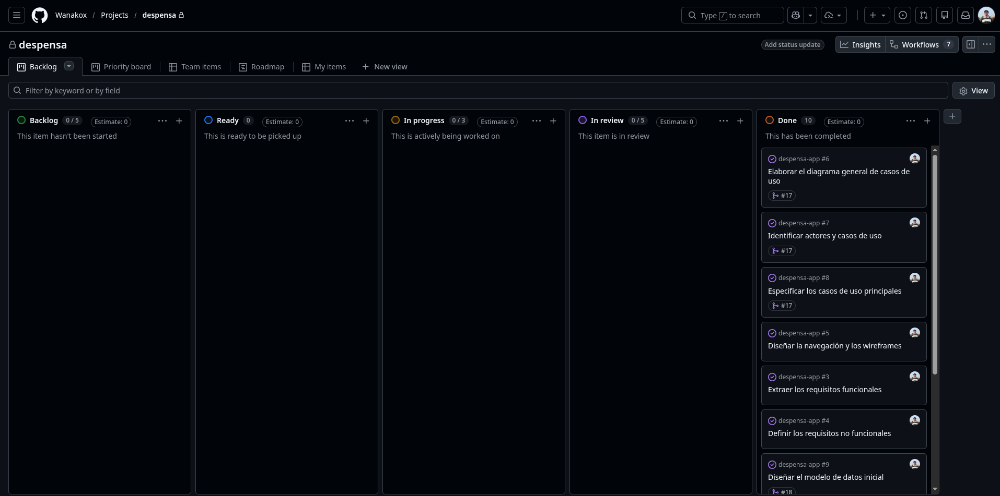 Wanakox / Projects / despensa
Type / to search
despensa
Add status update
Insights
Workflows 7
Backlog
Priority board
Team items
Roadmap
My items
New view
Filter by keyword or by field
View
Backlog 0 / 5 Estimate: 0
This item hasn't been started
Ready 0 Estimate: 0
This is ready to be picked up
In progress 0 / 3 Estimate: 0
This is actively being worked on
In review 0 / 5 Estimate: 0
This item is in review
Done 10 Estimate: 0
This has been completed
despensa-app #6
Elaborar el diagrama general de casos de
uso
#17
despensa-app #7
Identificar actores y casos de uso
#17
despensa-app #8
Especificar los casos de uso principales
#17
despensa-app #5
Diseñar la navegación y los wireframes
despensa-app #3
Extraer los requisitos funcionales
despensa-app #4
Definir los requisitos no funcionales
despensa-app #9
Diseñar el modelo de datos inicial
#18